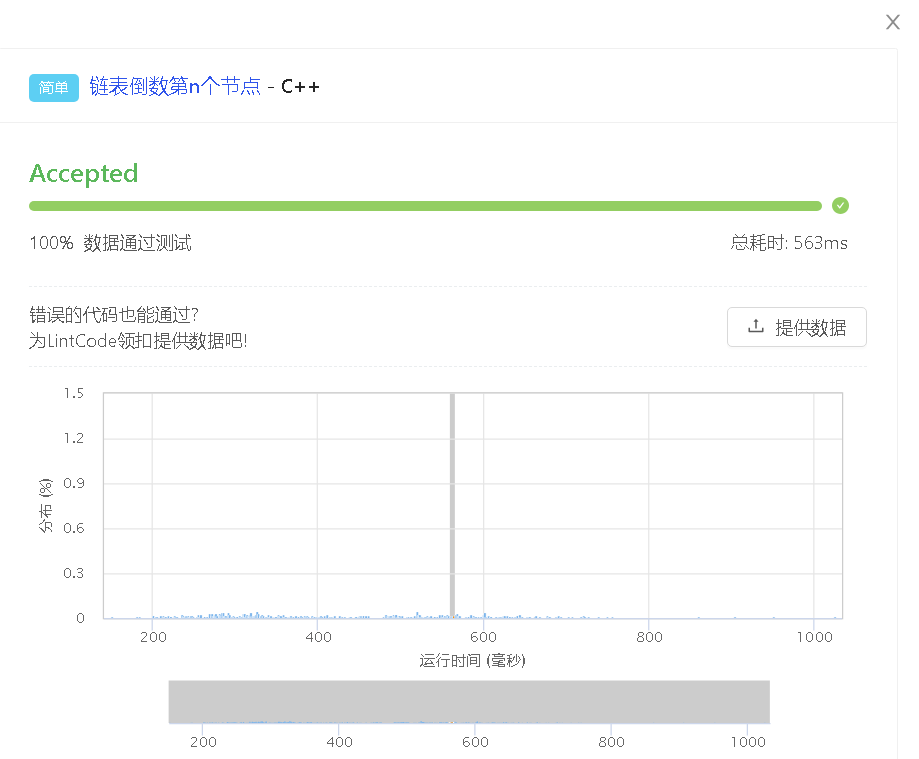 简单 链表倒数第n个节点 - C++
Accepted
100% 数据通过测试 总耗时: 563ms
错误的代码也能通过?
为LintCode领扣提供数据吧!
提供数据
1.5
1.2
0.9
0.6
0.3
0
分布 (%)
200 400 600 800 1000
运行时间 (毫秒)
200 400 600 800 1000